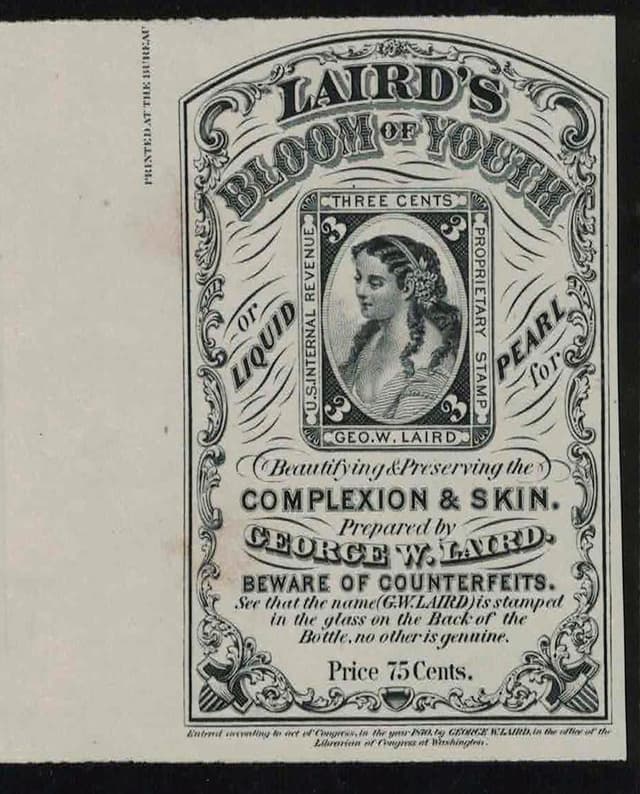 PRINTED AT THE BUREAU
LAIRD'S
BLOOM OF YOUTH
THREE CENTS
3 3
U.S. INTERNAL REVENUE
PROPRIETARY STAMP
3 3
GEO. W. LAIRD
or
LIQUID
PEARL
for
Beautifying & Preserving the
COMPLEXION & SKIN.
Prepared by
GEORGE W. LAIRD.
BEWARE OF COUNTERFEITS.
See that the name (G.W. LAIRD) is stamped
in the glass on the Back of the
Bottle, no other is genuine.
Price 75 Cents.
Entered according to act of Congress, in the year 1870, by GEORGE W. LAIRD, in the office of the
Librarian of Congress at Washington.